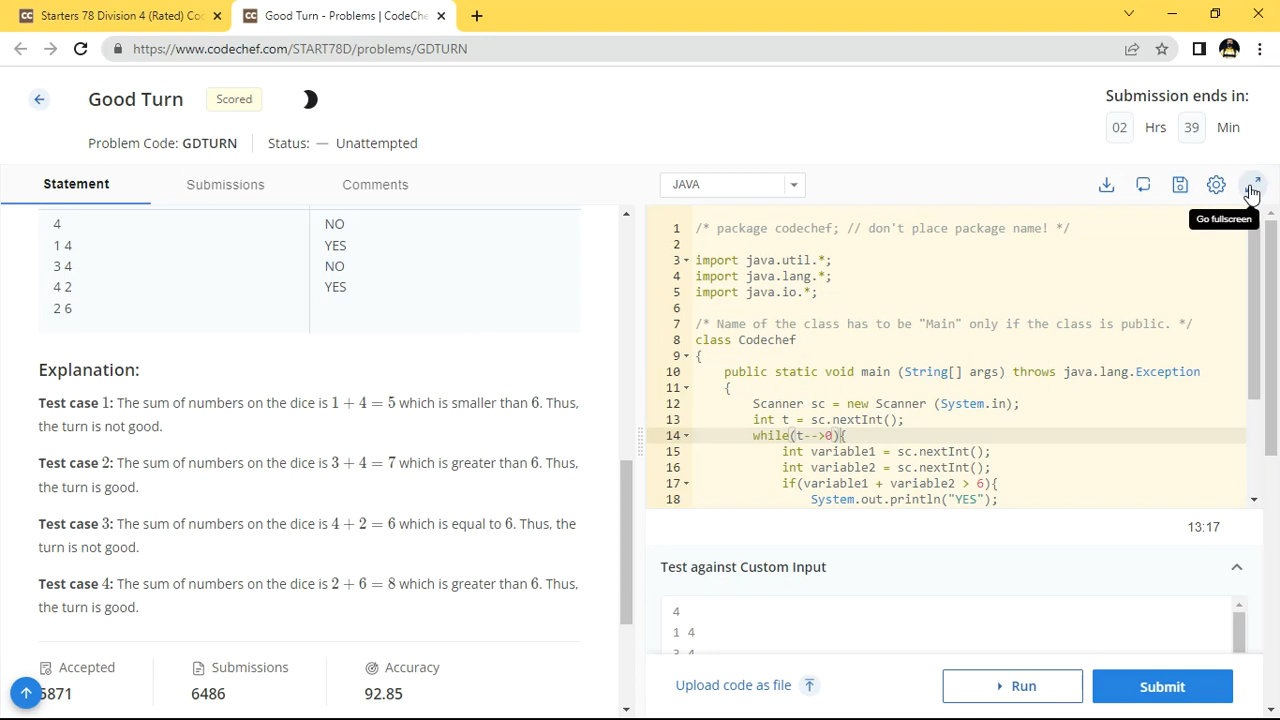 Starters 78 Division 4 (Rated) Co
Good Turn - Problems | CodeChe
https://www.codechef.com/START78D/problems/GDTURN
Good Turn
Scored
Submission ends in:
02 Hrs 39 Min
Problem Code: GDTURN
Status: — Unattempted
Statement
Submissions
Comments
JAVA
Go fullscreen
4
1 4
3 4
4 2
2 6
NO
YES
NO
YES
Explanation:
Test case 1: The sum of numbers on the dice is 1 + 4 = 5 which is smaller than 6. Thus,
the turn is not good.
Test case 2: The sum of numbers on the dice is 3 + 4 = 7 which is greater than 6. Thus,
the turn is good.
Test case 3: The sum of numbers on the dice is 4 + 2 = 6 which is equal to 6. Thus, the
turn is not good.
Test case 4: The sum of numbers on the dice is 2 + 6 = 8 which is greater than 6. Thus,
the turn is good.
Accepted
Submissions
Accuracy
6871
6486
92.85
1 /* package codechef; // don't place package name! */
2
3 import java.util.*;
4 import java.lang.*;
5 import java.io.*;
6
7 /* Name of the class has to be "Main" only if the class is public. */
8 class Codechef
9 {
10 public static void main (String[] args) throws java.lang.Exception
11 {
12 Scanner sc = new Scanner (System.in);
13 int t = sc.nextInt();
14 while(t-->0){
15 int variable1 = sc.nextInt();
16 int variable2 = sc.nextInt();
17 if(variable1 + variable2 > 6){
18 System.out.println("YES");
13:17
Test against Custom Input
4
1 4
3 4
Upload code as file
Run
Submit